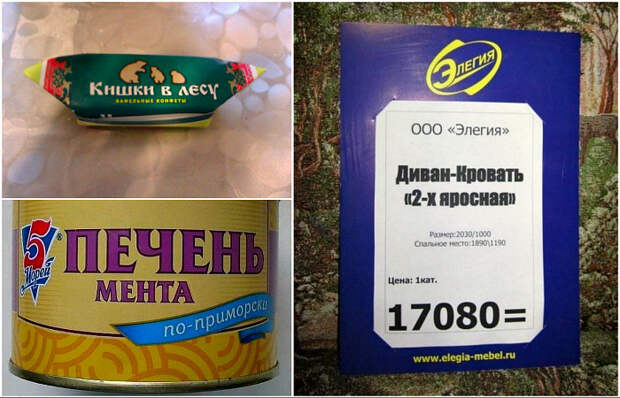 Кишки в лесу
ВАФЕЛЬНЫЕ КОНФЕТЫ
5
Морей
®
ПЕЧЕНЬ
МЕНТА
по-приморски
Элегия
ООО «Элегия»
Диван-Кровать
«2-х яросная»
Размер:2030/1000
Спальное место:1890\1190
Цена: 1кат.
17080=
www.elegia-mebel.ru